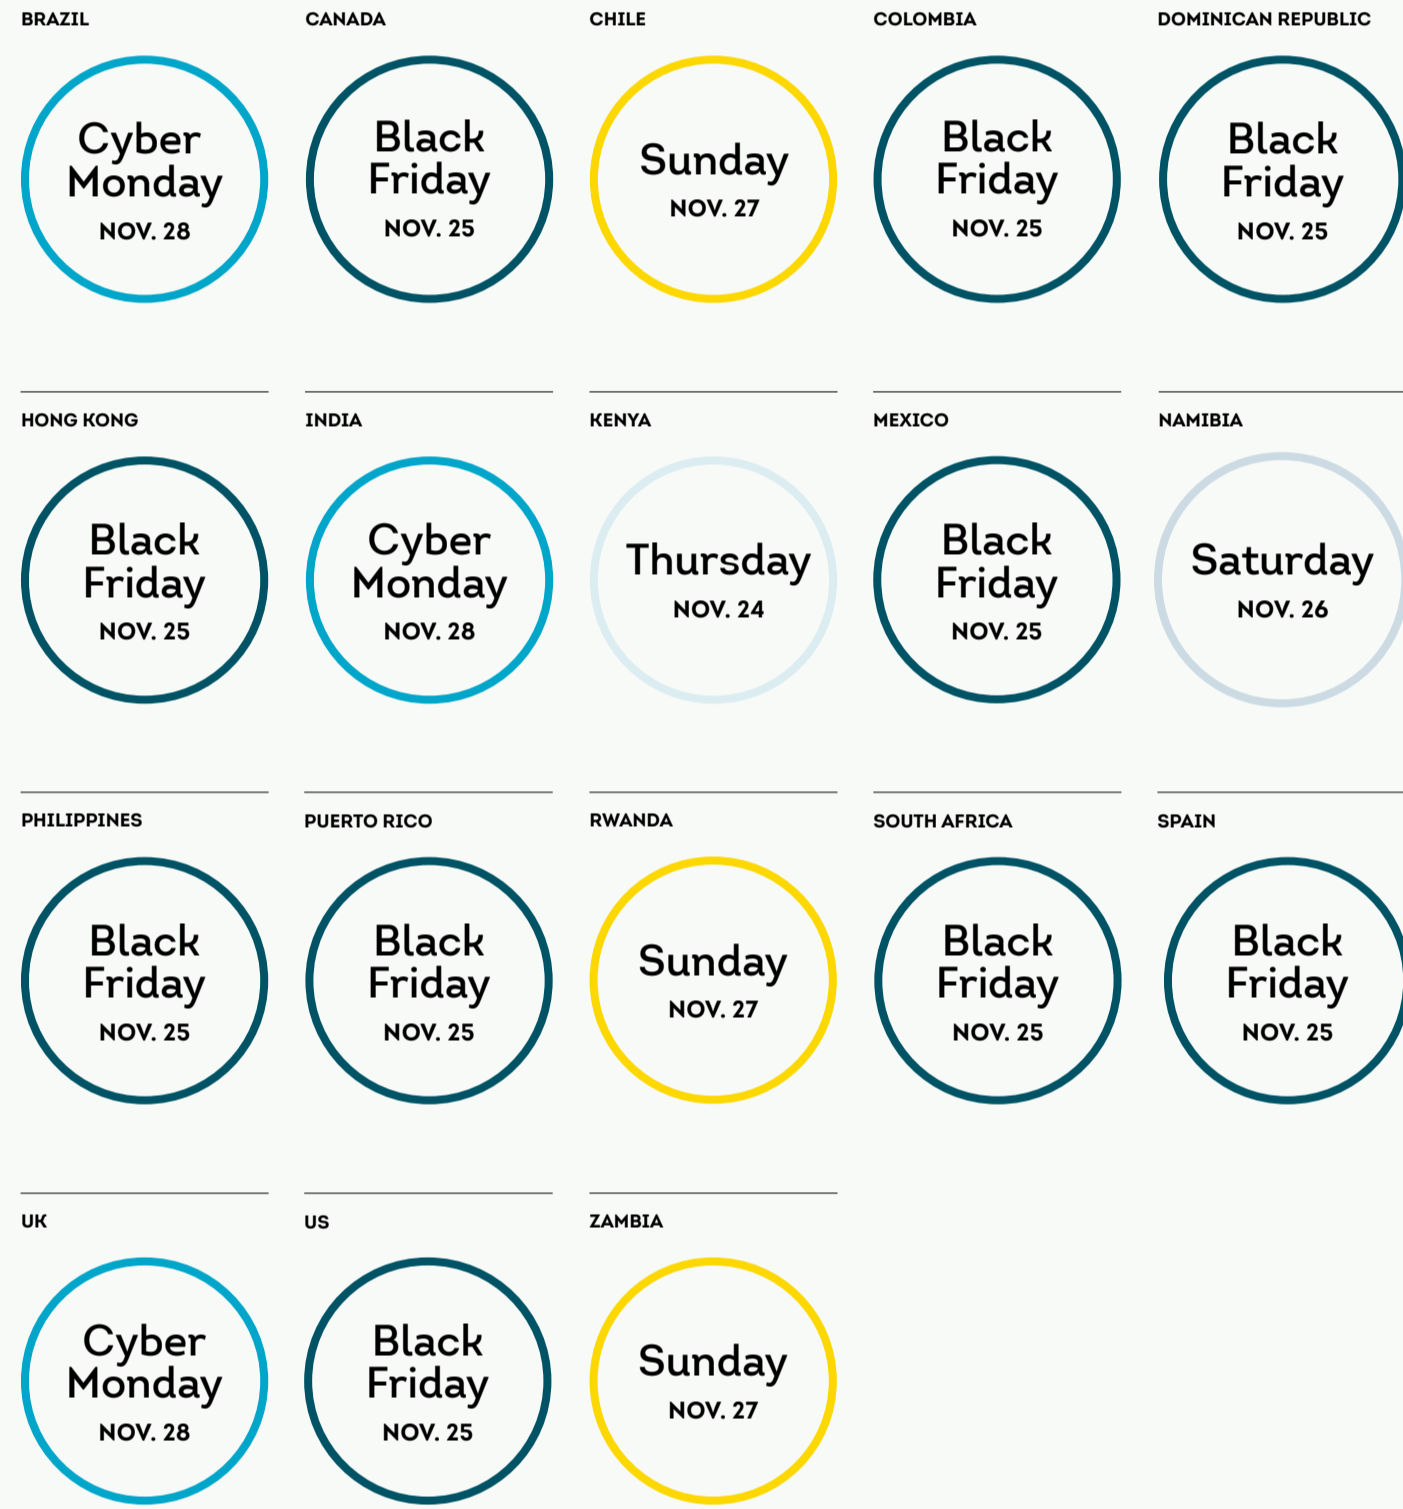 BRAZIL
Cyber
Monday
NOV. 28
CANADA
Black
Friday
NOV. 25
CHILE
Sunday
NOV. 27
COLOMBIA
Black
Friday
NOV. 25
DOMINICAN REPUBLIC
Black
Friday
NOV. 25
HONG KONG
Black
Friday
NOV. 25
INDIA
Cyber
Monday
NOV. 28
KENYA
Thursday
NOV. 24
MEXICO
Black
Friday
NOV. 25
NAMIBIA
Saturday
NOV. 26
PHILIPPINES
Black
Friday
NOV. 25
PUERTO RICO
Black
Friday
NOV. 25
RWANDA
Sunday
NOV. 27
SOUTH AFRICA
Black
Friday
NOV. 25
SPAIN
Black
Friday
NOV. 25
UK
Cyber
Monday
NOV. 28
US
Black
Friday
NOV. 25
ZAMBIA
Sunday
NOV. 27